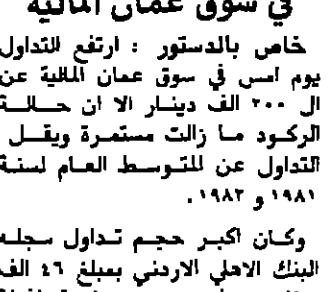 في سوق عمان المالية
خاص بالدستور : ارتفع التداول
يوم امس في سوق عمان المالية عن
ال ٢٠٠ الف دينار الا ان حالة
الركود ما زالت مستمرة ويقل
التداول عن المتوسط العام لسنة
١٩٨١ و ١٩٨٢.
وكان اكبر حجم تداول سجله
البنك الاهلي الاردني بمبلغ ٤٦ الف